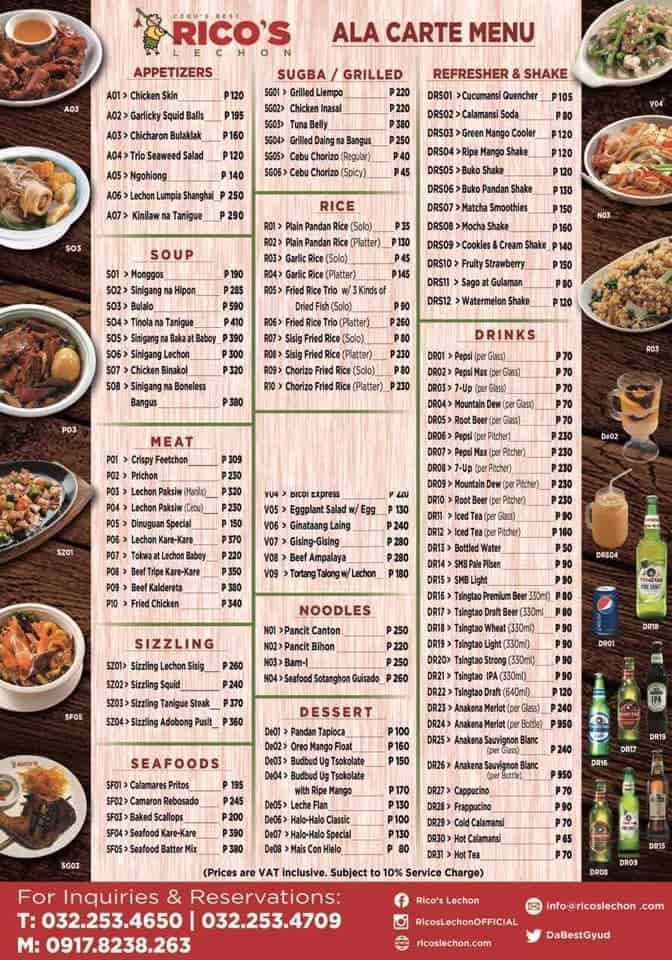 CEBU'S BEST
RICO'S
LECHON
ALA CARTE MENU
APPETIZERS
A01 > Chicken Skin P 120
A02 > Garlicky Squid Balls P 195
A03 > Chicharon Bulaklak P 160
A04 > Trio Seaweed Salad P 120
A05 > Ngohiong P 140
A06 > Lechon Lumpia Shanghai P 250
A07 > Kinilaw na Tanigue P 290
SOUP
S01 > Monggos P 190
S02 > Sinigang na Hipon P 285
S03 > Bulalo P 590
S04 > Tinola na Tanigue P 410
S05 > Sinigang na Baka at Baboy P 390
S06 > Sinigang Lechon P 300
S07 > Chicken Binakol P 320
S08 > Sinigang na Boneless
Bangus P 380
MEAT
P01 > Crispy Feetchon P 309
P02 > Prichon P 230
P03 > Lechon Paksiw (Manila) P 320
P04 > Lechon Paksiw (Cebu) P 230
P05 > Dinuguan Special P 150
P06 > Lechon Kare-Kare P 370
P07 > Tokwa at Lechon Baboy P 220
P08 > Beef Tripe Kare-Kare P 350
P09 > Beef Kaldereta P 380
P10 > Fried Chicken P 340
SIZZLING
SZ01 > Sizzling Lechon Sisig P 260
SZ02 > Sizzling Squid P 240
SZ03 > Sizzling Tanigue Steak P 370
SZ04 > Sizzling Adobong Pusit P 360
SEAFOODS
SF01 > Calamares Pritos P 195
SF02 > Camaron Rebosado P 245
SF03 > Baked Scallops P 200
SF04 > Seafood Kare-Kare P 390
SF05 > Seafood Batter Mix P 380
SUGBA / GRILLED
SG01 > Grilled Liempo P 220
SG02 > Chicken Inasal P 220
SG03 > Tuna Belly P 380
SG04 > Grilled Daing na Bangus P 250
SG05 > Cebu Chorizo (Regular) P 40
SG06 > Cebu Chorizo (Spicy) P 45
RICE
R01 > Plain Pandan Rice (Solo) P 35
R02 > Plain Pandan Rice (Platter) P 130
R03 > Garlic Rice (Solo) P 45
R04 > Garlic Rice (Platter) P 145
R05 > Fried Rice Trio w/ 3 Kinds of
Dried Fish (Solo) P 90
R06 > Fried Rice Trio (Platter) P 260
R07 > Sisig Fried Rice (Solo) P 80
R08 > Sisig Fried Rice (Platter) P 230
R09 > Chorizo Fried Rice (Solo) P 80
R10 > Chorizo Fried Rice (Platter) P 230
V04 > Bicol Express P 220
V05 > Eggplant Salad w/ Egg P 130
V06 > Ginataang Laing P 240
V07 > Gising-Gising P 280
V08 > Beef Ampalaya P 280
V09 > Tortang Talong w/ Lechon P 180
NOODLES
N01 > Pancit Canton P 250
N02 > Pancit Bihon P 220
N03 > Bam-I P 250
N04 > Seafood Sotanghon Guisado P 260
DESSERT
De01 > Pandan Tapioca P 100
De02 > Oreo Mango Float P 160
De03 > Budbud Ug Tsokolate P 150
De04 > Budbud Ug Tsokolate
with Ripe Mango P 170
De05 > Leche Flan P 130
De06 > Halo-Halo Classic P 100
De07 > Halo-Halo Special P 130
De08 > Mais Con Hielo P 80
REFRESHER & SHAKE
DRS01 > Cucumansi Quencher P 105
DRS02 > Calamansi Soda P 80
DRS03 > Green Mango Cooler P 120
DRS04 > Ripe Mango Shake P 120
DRS05 > Buko Shake P 120
DRS06 > Buko Pandan Shake P 130
DRS07 > Matcha Smoothies P 150
DRS08 > Mocha Shake P 160
DRS09 > Cookies & Cream Shake P 140
DRS10 > Fruity Strawberry P 150
DRS11 > Sago at Gulaman P 80
DRS12 > Watermelon Shake P 120
DRINKS
DR01 > Pepsi (per Glass) P 70
DR02 > Pepsi Max (per Glass) P 70
DR03 > 7-Up (per Glass) P 70
DR04 > Mountain Dew (per Glass) P 70
DR05 > Root Beer (per Glass) P 70
DR06 > Pepsi (per Pitcher) P 230
DR07 > Pepsi Max (per Pitcher) P 230
DR08 > 7-Up (per Pitcher) P 230
DR09 > Mountain Dew (per Pitcher) P 230
DR10 > Root Beer (per Pitcher) P 230
DR11 > Iced Tea (per Glass) P 90
DR12 > Iced Tea (per Pitcher) P 160
DR13 > Bottled Water P 50
DR14 > SMB Pale Pilsen P 90
DR15 > SMB Light P 90
DR16 > Tsingtao Premium Beer (330ml) P 80
DR17 > Tsingtao Draft Beer (330ml P 80
DR18 > Tsingtao Wheat (330ml) P 90
DR19 > Tsingtao Light (330ml) P 90
DR20 > Tsingtao Strong (330ml) P 90
DR21 > Tsingtao IPA (330ml) P 90
DR22 > Tsingtao Draft (640ml) P 120
DR23 > Anakena Merlot (per Glass) P 240
DR24 > Anakena Merlot (per Bottle) P 950
DR25 > Anakena Sauvignon Blanc
(per Glass) P 240
DR26 > Anakena Sauvignon Blanc
(per Bottle) P 950
DR27 > Cappucino P 70
DR28 > Frappucino P 90
DR29 > Cold Calamansi P 70
DR30 > Hot Calamansi P 65
DR31 > Hot Tea P 70
A03
SO3
P03
SZ01
SF05
SG03
V04
N03
R03
De02
DRS04
pepsi
DR01
DR18
DR16
DR17
DR19
DR08
DR09
DR15
(Prices are VAT inclusive. Subject to 10% Service Charge)
For Inquiries & Reservations:
T: 032.253.4650 | 032.253.4709
M: 0917.8238.263
Rico's Lechon
RicosLechonOFFICIAL
ricoslechon.com
info@ricoslechon .com
DaBestGyud